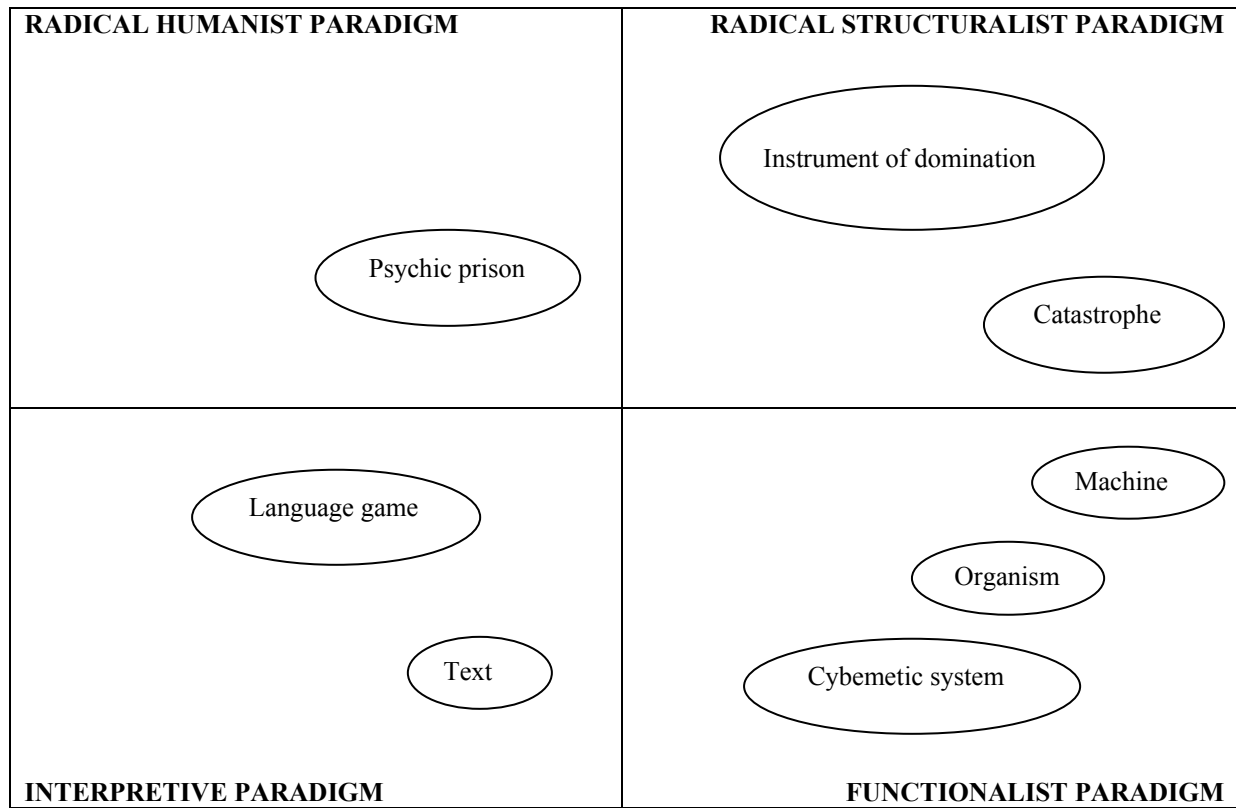 RADICAL HUMANIST PARADIGM
RADICAL STRUCTURALIST PARADIGM
Instrument of domination
Psychic prison
Catastrophe
Language game
Machine
Organism
Text
Cybemetic system
INTERPRETIVE PARADIGM
FUNCTIONALIST PARADIGM